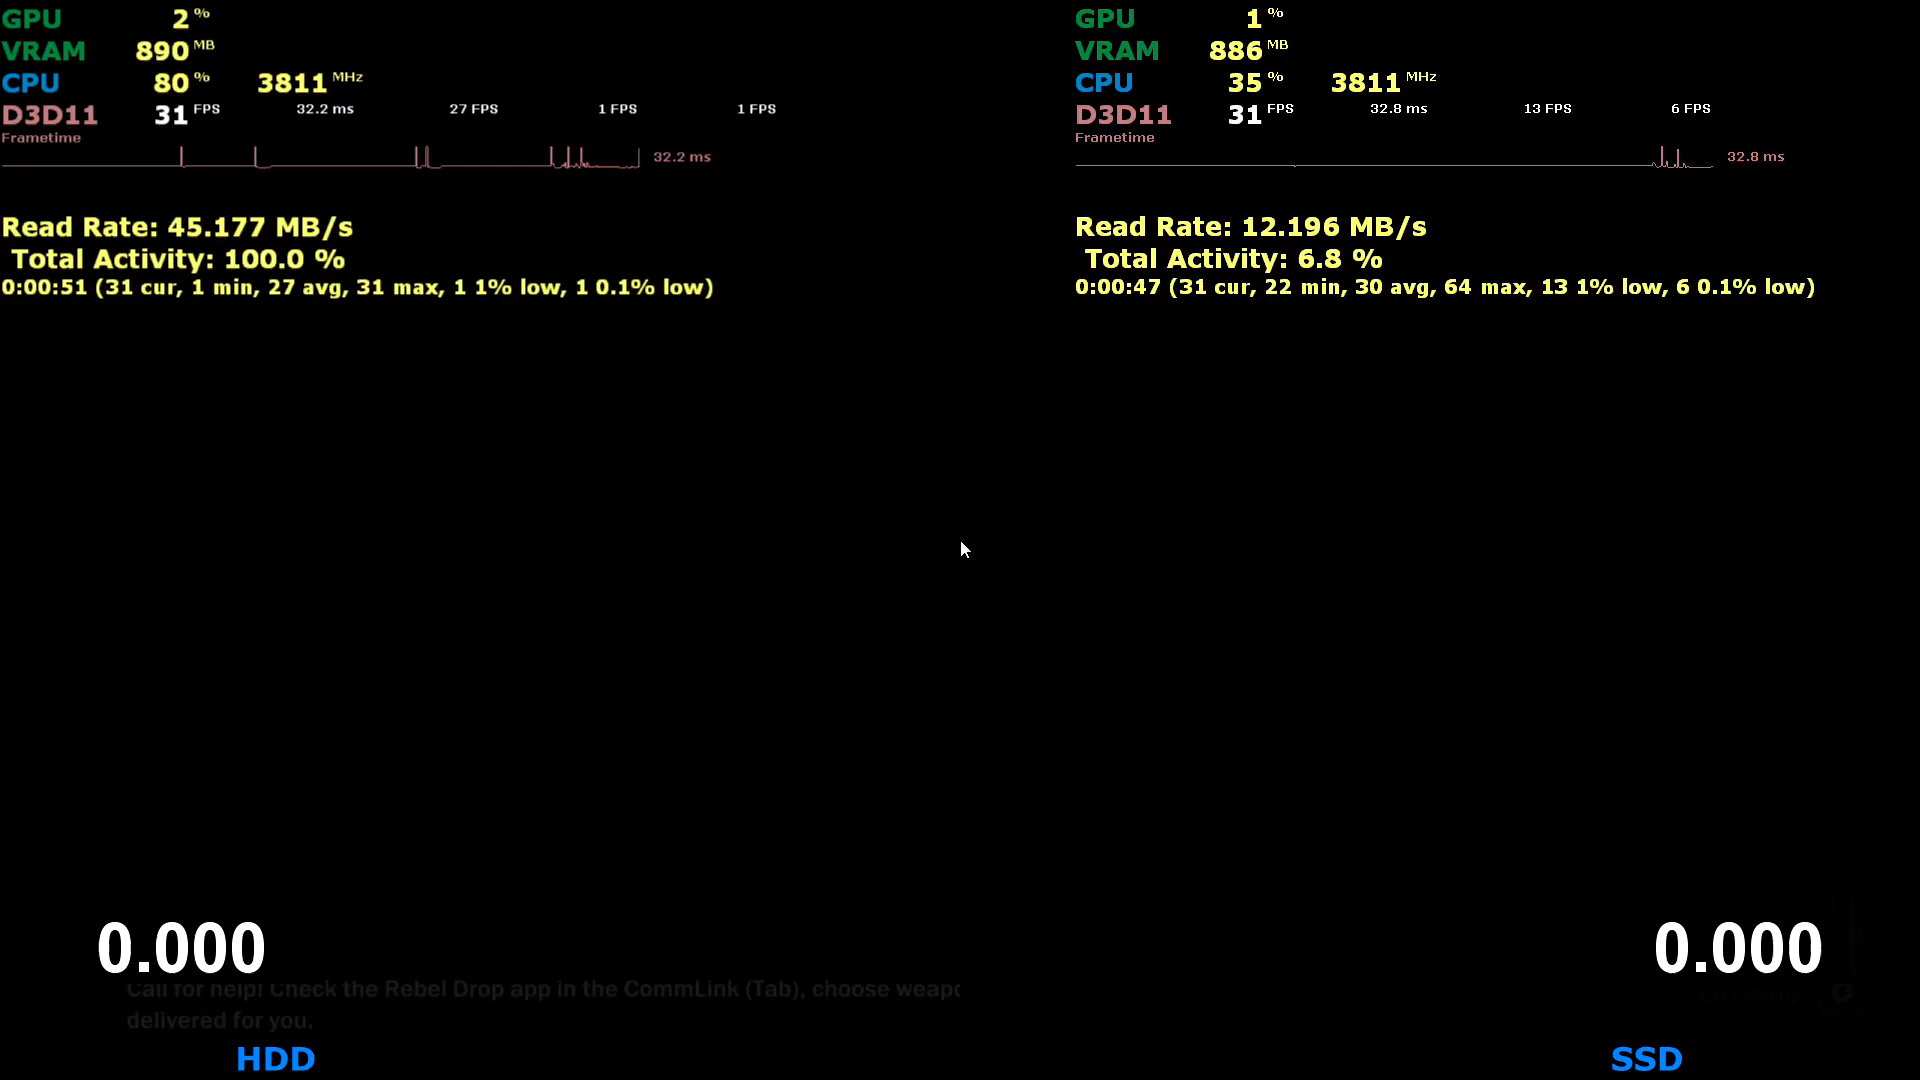 GPU 2 %
VRAM 890 MB
CPU 80 % 3811 MHz
D3D11 31 FPS 32.2 ms 27 FPS 1 FPS 1 FPS
Frametime
32.2 ms
Read Rate: 45.177 MB/s
Total Activity: 100.0 %
0:00:51 (31 cur, 1 min, 27 avg, 31 max, 1 1% low, 1 0.1% low)
0.000
Call for help! Check the Rebel Drop app in the CommLink (Tab), choose weapo
delivered for you.
HDD
GPU 1 %
VRAM 886 MB
CPU 35 % 3811 MHz
D3D11 31 FPS 32.8 ms 13 FPS 6 FPS
Frametime
32.8 ms
Read Rate: 12.196 MB/s
Total Activity: 6.8 %
0:00:47 (31 cur, 22 min, 30 avg, 64 max, 13 1% low, 6 0.1% low)
0.000
SSD